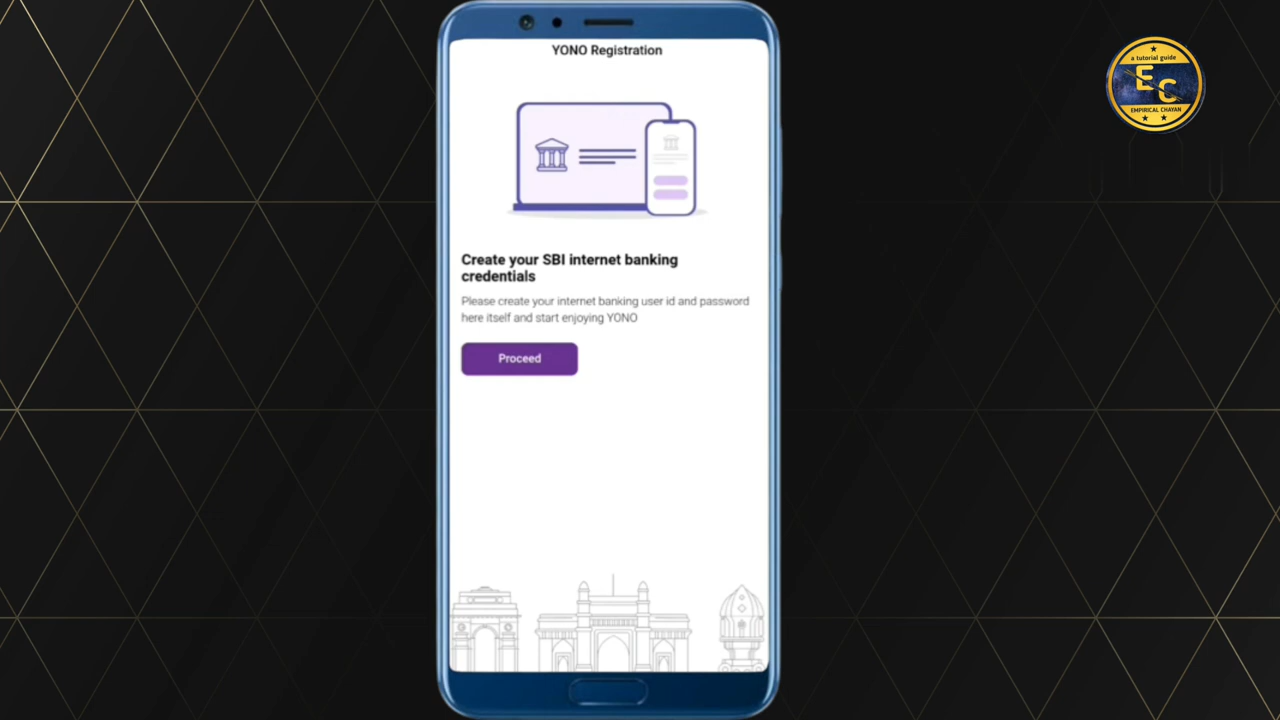 YONO Registration
a tutorial guide
E
C
EMPIRICAL CHAYAN
Create your SBI internet banking
credentials
Please create your internet banking user id and password
here itself and start enjoying YONO
Proceed